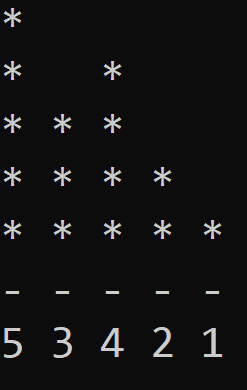 *
*   *
* * *
* * * *
* * * * *
- - - - -
5 3 4 2 1